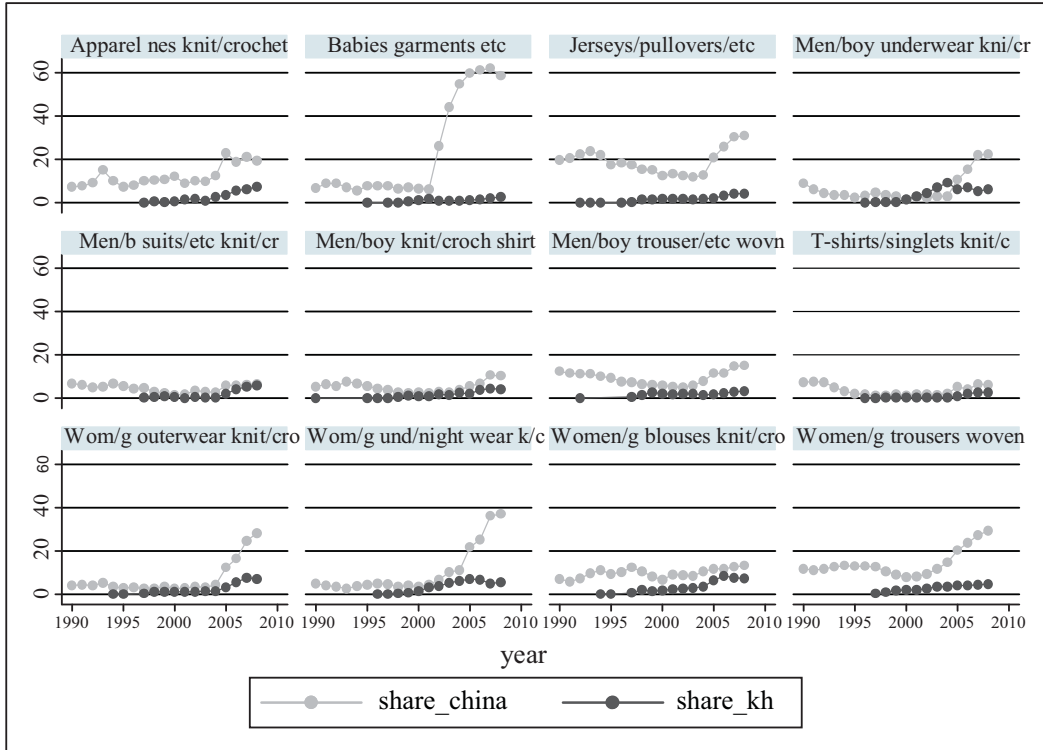 Apparel nes knit/crochet Babies garments etc Jerseys/pullovers/etc Men/boy underwear kni/cr
60
40
20
0
Men/b suits/etc knit/cr Men/boy knit/croch shirt Men/boy trouser/etc wovn T-shirts/singlets knit/c
60
40
20
0
Wom/g outerwear knit/cro Wom/g und/night wear k/c Women/g blouses knit/cro Women/g trousers woven
60
40
20
0
1990 1995 2000 2005 2010 1990 1995 2000 2005 2010 1990 1995 2000 2005 2010 1990 1995 2000 2005 2010
year
share_china share_kh